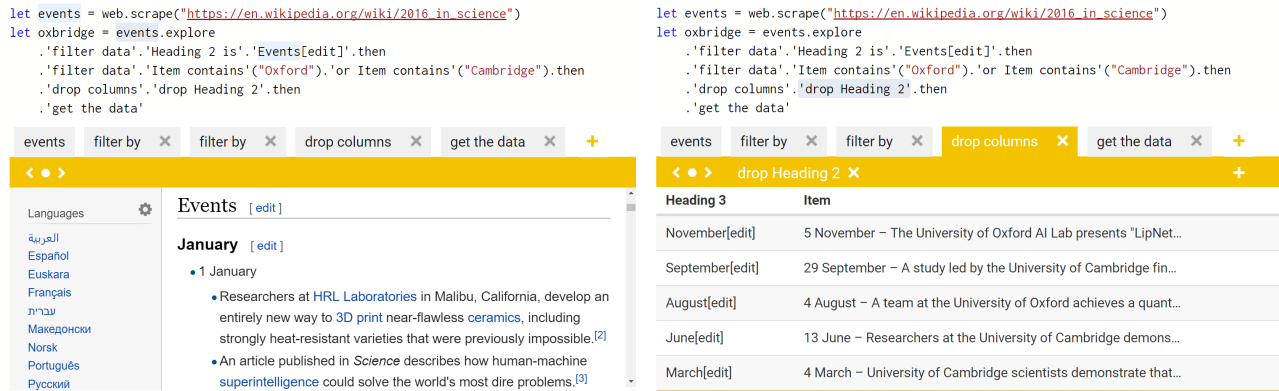 let events = web.scrape("https://en.wikipedia.org/wiki/2016_in_science")
let oxbridge = events.explore
.'filter data'.'Heading 2 is'.'Events[edit]'.then
.'filter data'.'Item contains'("Oxford").'or Item contains'("Cambridge").then
.'drop columns'.'drop Heading 2'.then
.'get the data'
events
filter by
filter by
drop columns
get the data
Languages
العربية
Español
Euskara
Français
עברית
Македонски
Norsk
Português
Русский
Events [ edit ]
January [ edit ]
1 January
Researchers at HRL Laboratories in Malibu, California, develop an
entirely new way to 3D print near-flawless ceramics, including
strongly heat-resistant varieties that were previously impossible.[2]
An article published in Science describes how human-machine
superintelligence could solve the world's most dire problems.[3]
let events = web.scrape("https://en.wikipedia.org/wiki/2016_in_science")
let oxbridge = events.explore
.'filter data'.'Heading 2 is'.'Events[edit]'.then
.'filter data'.'Item contains'("Oxford").'or Item contains'("Cambridge").then
.'drop columns'.'drop Heading 2'.then
.'get the data'
events
filter by
filter by
drop columns
get the data
drop Heading 2
Heading 3 Item
November[edit] 5 November – The University of Oxford AI Lab presents "LipNet…
September[edit] 29 September – A study led by the University of Cambridge fin…
August[edit] 4 August – A team at the University of Oxford achieves a quant…
June[edit] 13 June – Researchers at the University of Cambridge demons…
March[edit] 4 March – University of Cambridge scientists demonstrate that…